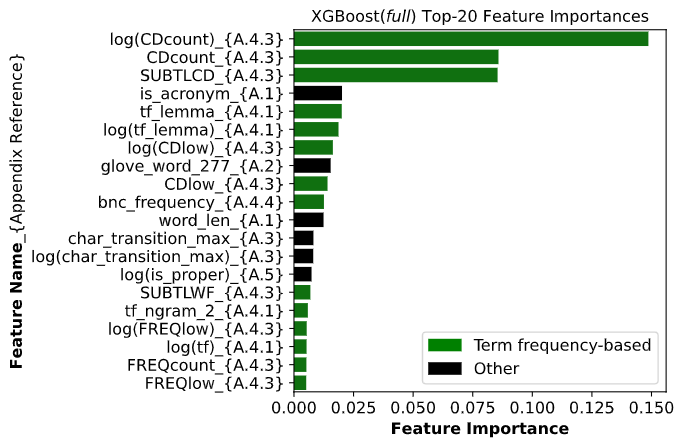 XGBoost(full) Top-20 Feature Importances
log(CDcount)_{A.4.3}
CDcount_{A.4.3}
SUBTLCD_{A.4.3}
is_acronym_{A.1}
tf_lemma_{A.4.1}
log(tf_lemma)_{A.4.1}
log(CDlow)_{A.4.3}
glove_word_277_{A.2}
CDlow_{A.4.3}
bnc_frequency_{A.4.4}
word_len_{A.1}
char_transition_max_{A.3}
log(char_transition_max)_{A.3}
log(is_proper)_{A.5}
SUBTLWF_{A.4.3}
tf_ngram_2_{A.4.1}
log(FREQlow)_{A.4.3}
log(tf)_{A.4.1}
FREQcount_{A.4.3}
FREQlow_{A.4.3}
Feature Name_{Appendix Reference}
Term frequency-based
Other
0.000 0.025 0.050 0.075 0.100 0.125 0.150
Feature Importance